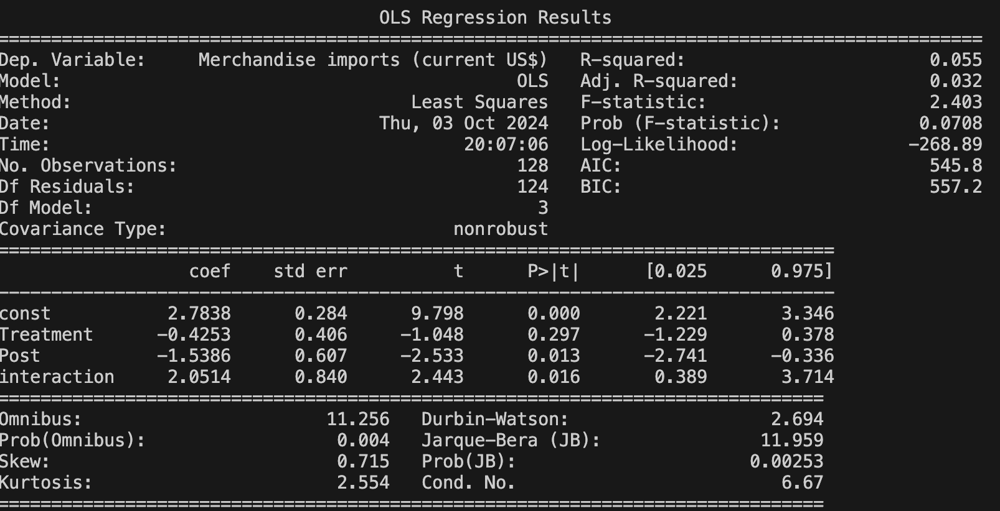 OLS Regression Results
==============================================================================================
Dep. Variable: Merchandise imports (current US$) R-squared: 0.055
Model: OLS Adj. R-squared: 0.032
Method: Least Squares F-statistic: 2.403
Date: Thu, 03 Oct 2024 Prob (F-statistic): 0.0708
Time: 20:07:06 Log-Likelihood: -268.89
No. Observations: 128 AIC: 545.8
Df Residuals: 124 BIC: 557.2
Df Model: 3
Covariance Type: nonrobust
===============================================================================
coef std err t P>|t| [0.025 0.975]
-------------------------------------------------------------------------------
const 2.7838 0.284 9.798 0.000 2.221 3.346
Treatment -0.4253 0.406 -1.048 0.297 -1.229 0.378
Post -1.5386 0.607 -2.533 0.013 -2.741 -0.336
interaction 2.0514 0.840 2.443 0.016 0.389 3.714
==============================================================================
Omnibus: 11.256 Durbin-Watson: 2.694
Prob(Omnibus): 0.004 Jarque-Bera (JB): 11.959
Skew: 0.715 Prob(JB): 0.00253
Kurtosis: 2.554 Cond. No. 6.67
==============================================================================